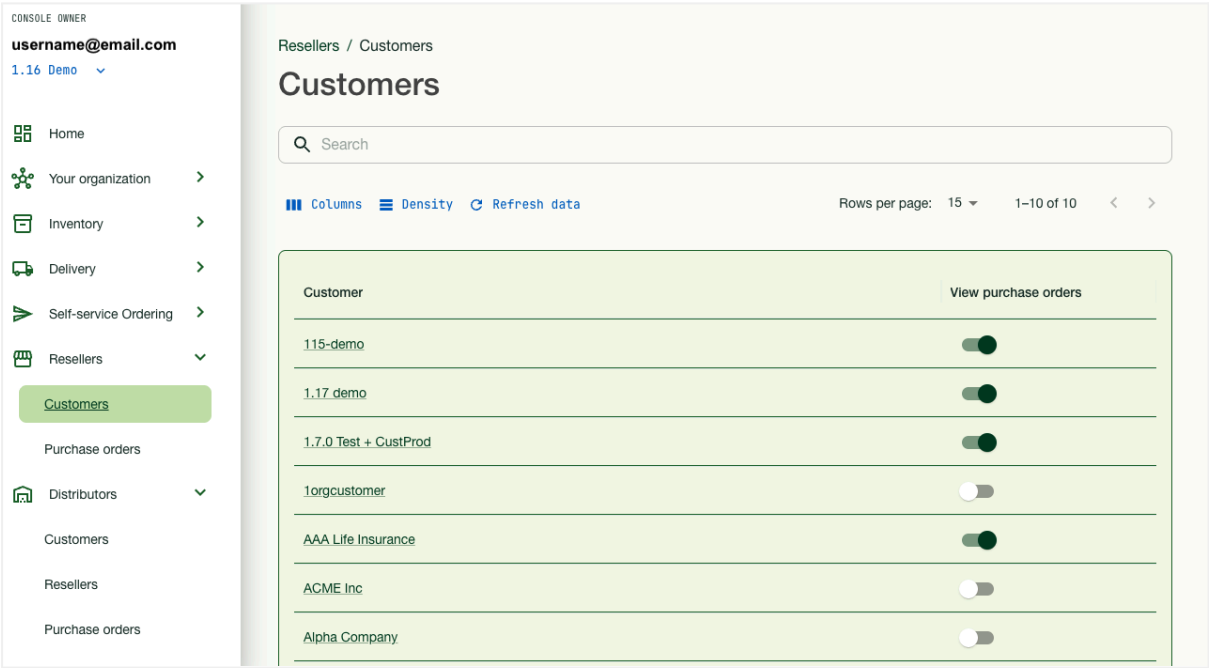 CONSOLE OWNER
username@email.com
1.16 Demo
Home
Your organization
Inventory
Delivery
Self-service Ordering
Resellers
Customers
Purchase orders
Distributors
Customers
Resellers
Purchase orders
Resellers / Customers
Customers
Search
Columns Density Refresh data Rows per page: 15 1–10 of 10
Customer View purchase orders
115-demo
1.17 demo
1.7.0 Test + CustProd
1orgcustomer
AAA Life Insurance
ACME Inc
Alpha Company